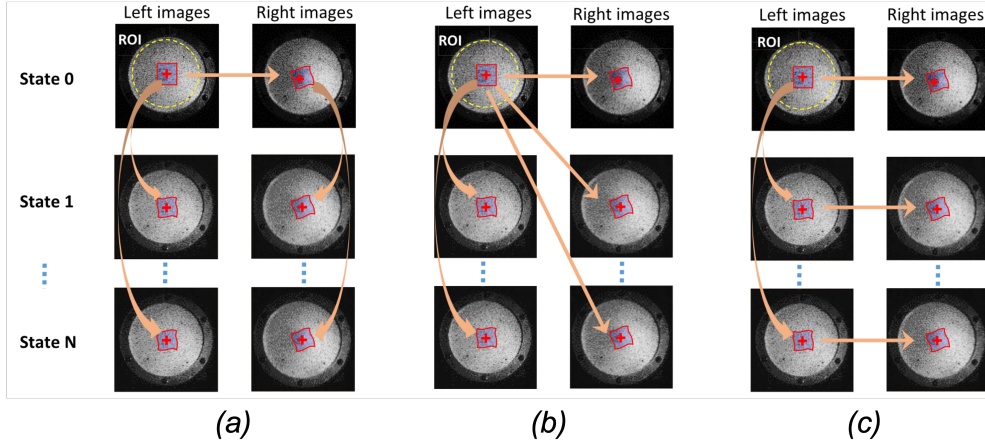 Left images Right images Left images Right images Left images Right images
ROI ROI ROI
State 0
State 1
State N
(a) (b) (c)